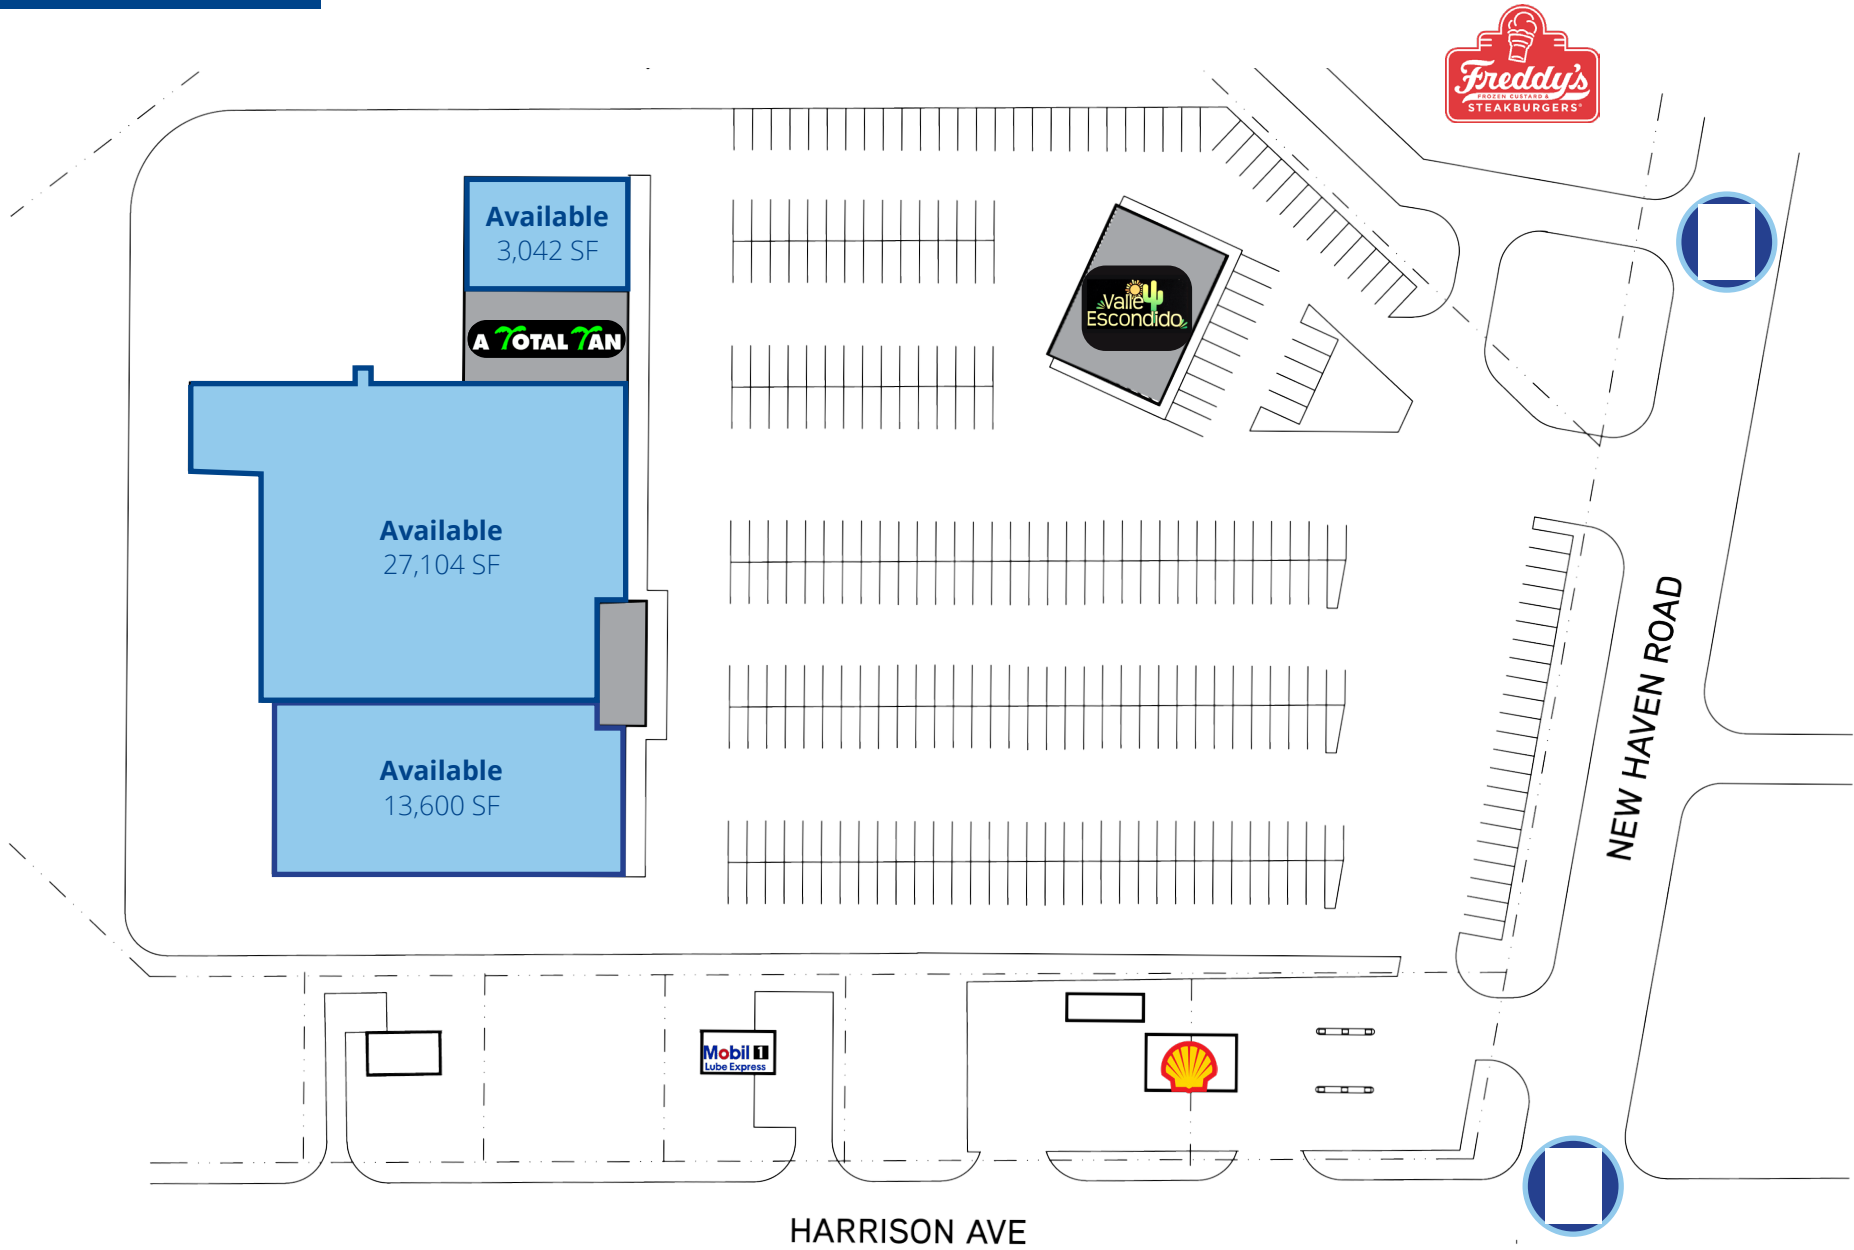 Freddy's
FROZEN CUSTARD &
STEAKBURGERS
Available
3,042 SF
A TOTAL TAN
Valle
Escondido
Available
27,104 SF
Available
13,600 SF
NEW HAVEN ROAD
Mobil 1
Lube Express
HARRISON AVE